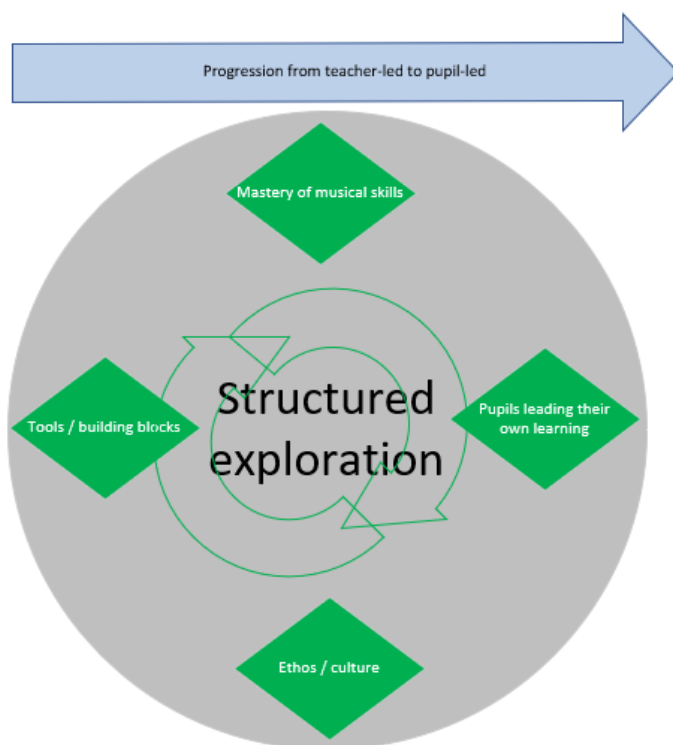 Progression from teacher-led to pupil-led
Mastery of musical skills
Structured
exploration
Tools / building blocks
Pupils leading their
own learning
Ethos / culture